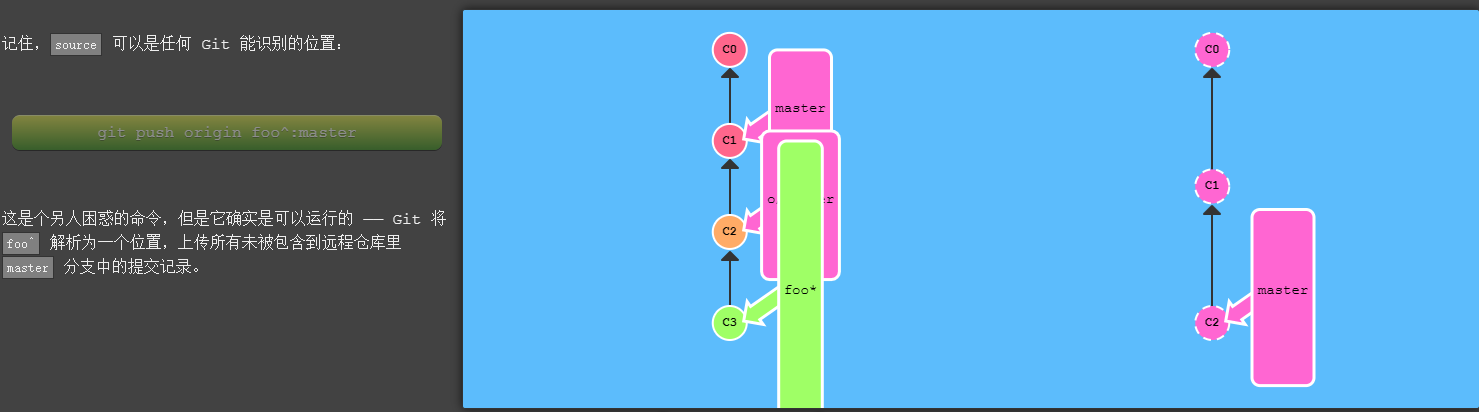 记住，source 可以是任何 Git 能识别的位置：
git push origin foo^:master
这是个另人困惑的命令，但是它确实是可以运行的 —— Git 将
foo^ 解析为一个位置，上传所有未被包含到远程仓库里
master 分支中的提交记录。
C0
master
C1
C2
foo*
C3
C0
C1
master
C2